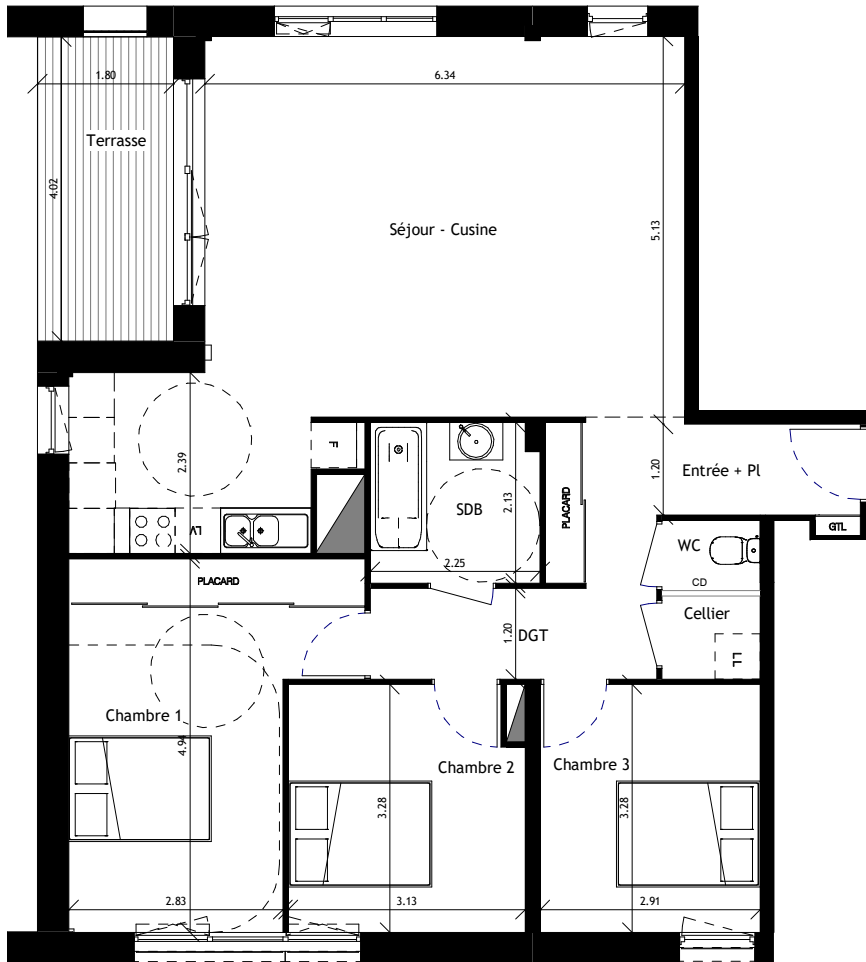 1.80
6.34
Terrasse
4.02
Séjour - Cusine
5.13
2.39
F
LV
SDB
2.13
2.25
PLACARD
1.20
Entrée + Pl
GTL
WC
CD
Cellier
LL
PLACARD
1.20
DGT
Chambre 1
4.94
Chambre 2
3.28
Chambre 3
3.28
2.83
3.13
2.91